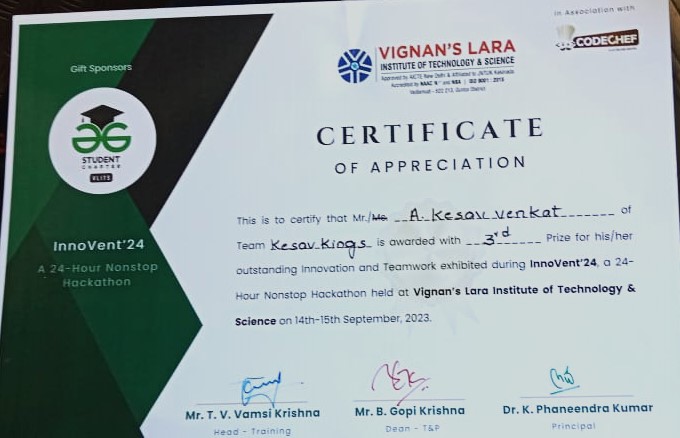 in Association with
CODECHEF
Gift Sponsors
STUDENT
CHAPTER
VLITS
VIGNAN'S LARA
INSTITUTE OF TECHNOLOGY & SCIENCE
Approved by AICTE New Delhi & Affiliated to JNTUK Kakinada
Accredited by NAAC 'A+' and NBA | ISO 9001 : 2015
Vadlamudi - 522 213, Guntur District
CERTIFICATE
OF APPRECIATION
This is to certify that Mr./Ms. A. Kesav venkat of
Team Kesav Kings is awarded with 3rd Prize for his/her
outstanding Innovation and Teamwork exhibited during InnoVent'24, a 24-
Hour Nonstop Hackathon held at Vignan's Lara Institute of Technology &
Science on 14th-15th September, 2023.
InnoVent'24
A 24-Hour Nonstop
Hackathon
Mr. T. V. Vamsi Krishna
Head - Training
Mr. B. Gopi Krishna
Dean - T&P
Dr. K. Phaneendra Kumar
Principal